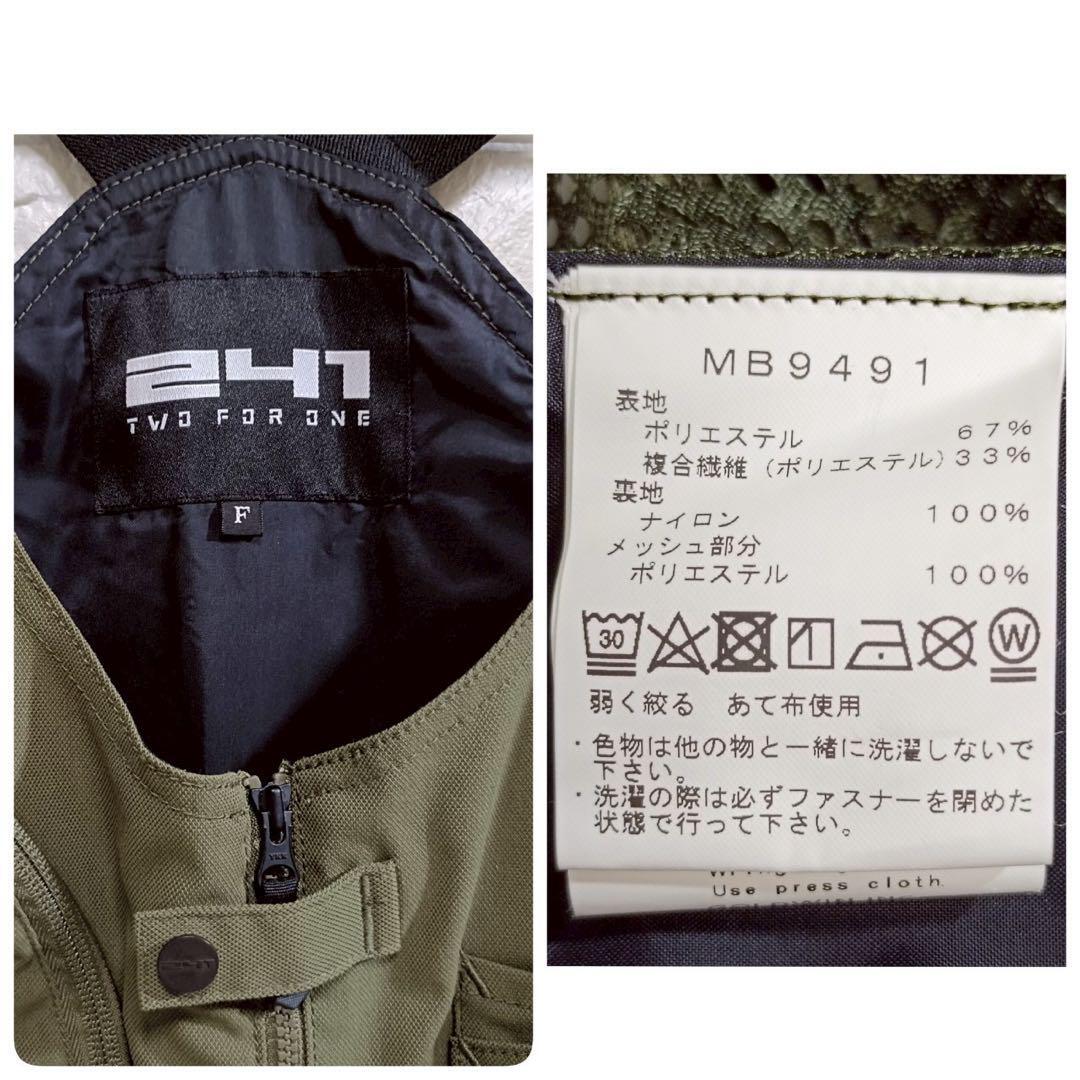 241
TWO FOR ONE
F
YKK
241
MB9491
表地
ポリエステル 67%
複合繊維(ポリエステル)33%
裏地
ナイロン 100%
メッシュ部分
ポリエステル 100%
30
W
弱く絞る あて布使用
・色物は他の物と一緒に洗濯しないで
下さい。
・洗濯の際は必ずファスナーを閉めた
状態で行って下さい。
Use press cloth.